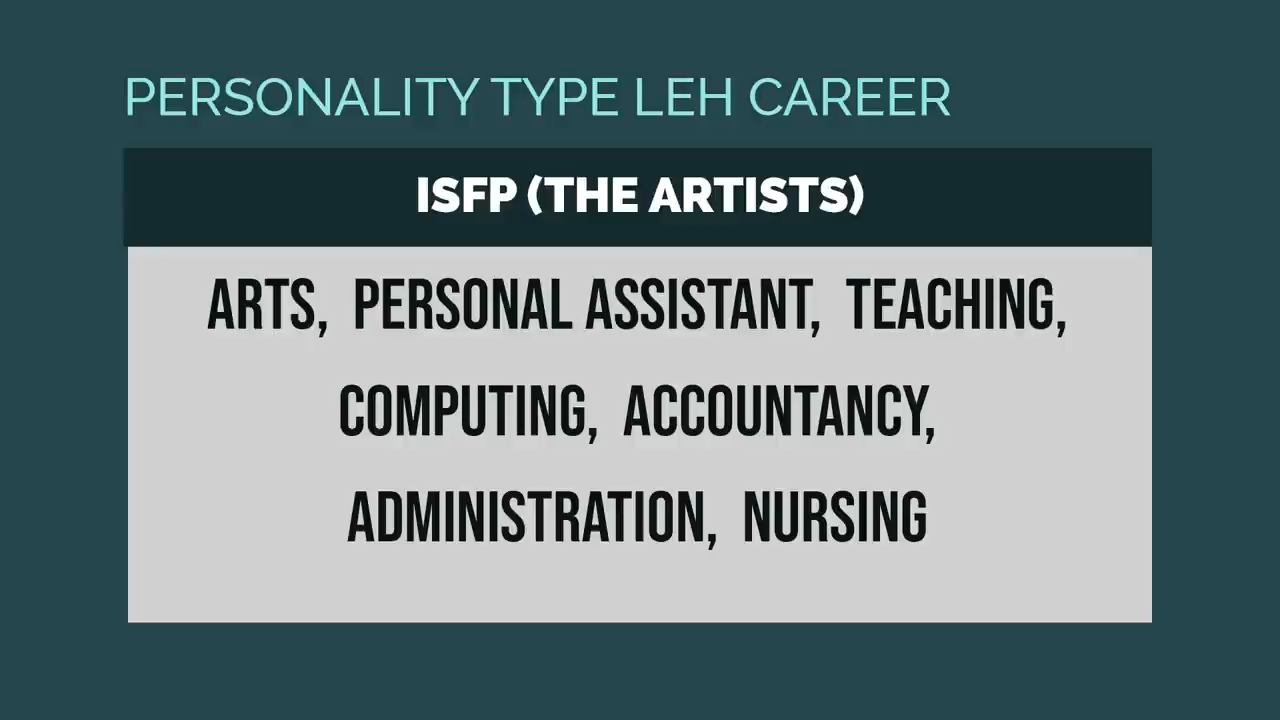 PERSONALITY TYPE LEH CAREER
ISFP (THE ARTISTS)
ARTS, PERSONAL ASSISTANT, TEACHING,
COMPUTING, ACCOUNTANCY,
ADMINISTRATION, NURSING